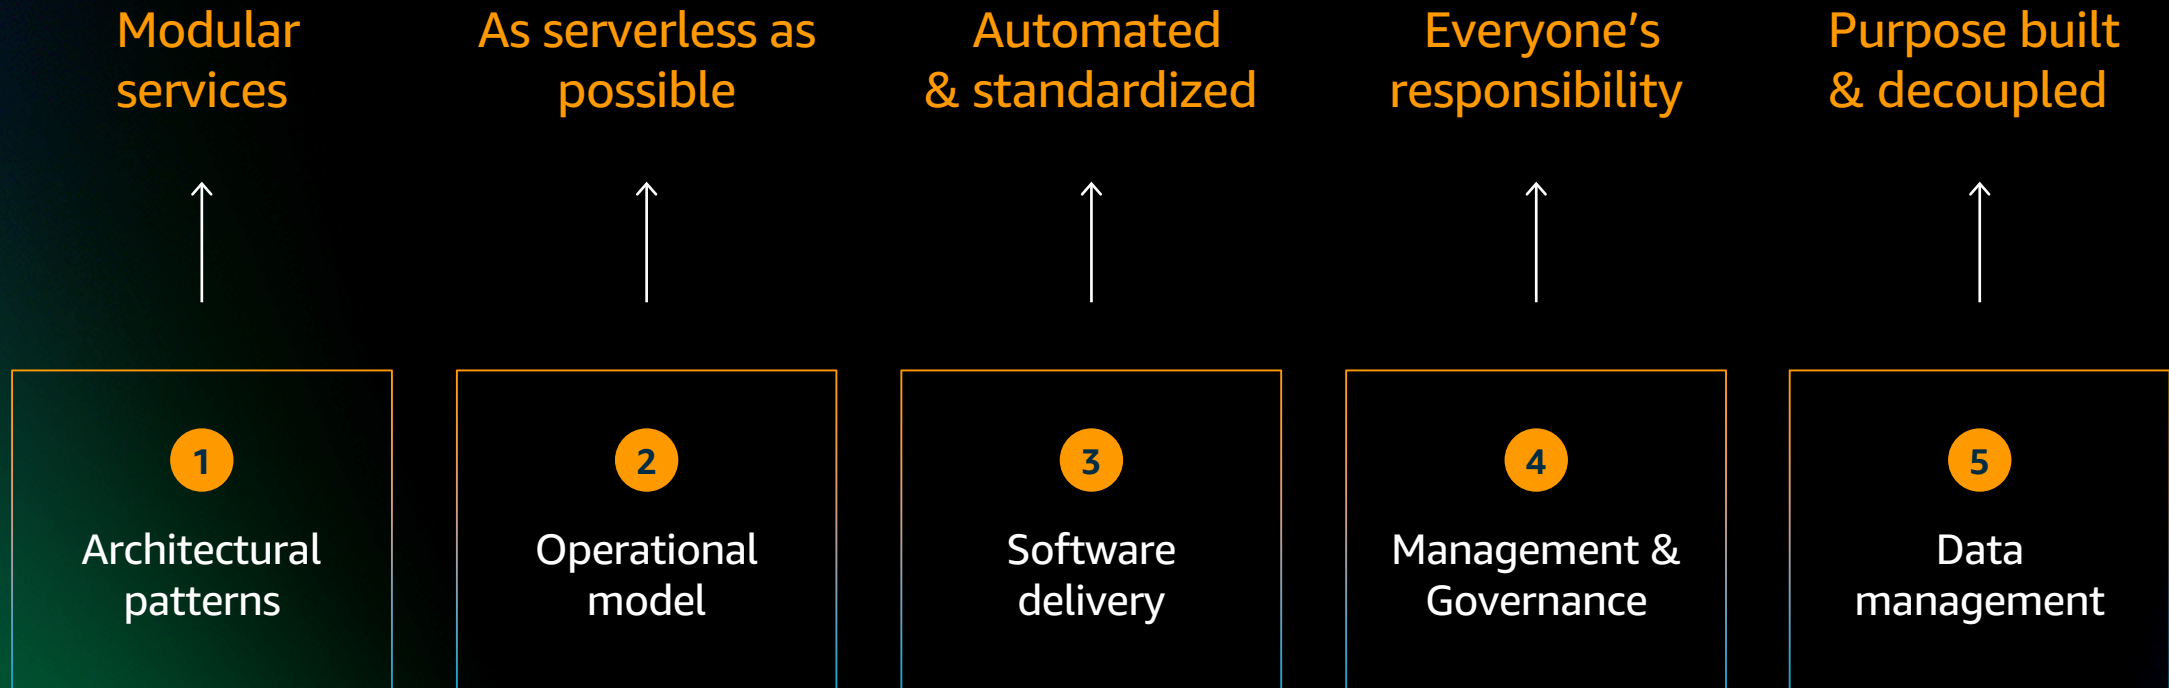 Modular
services
As serverless as
possible
Automated
& standardized
Everyone's
responsibility
Purpose built
& decoupled
1
Architectural
patterns
2
Operational
model
3
Software
delivery
4
Management &
Governance
5
Data
management